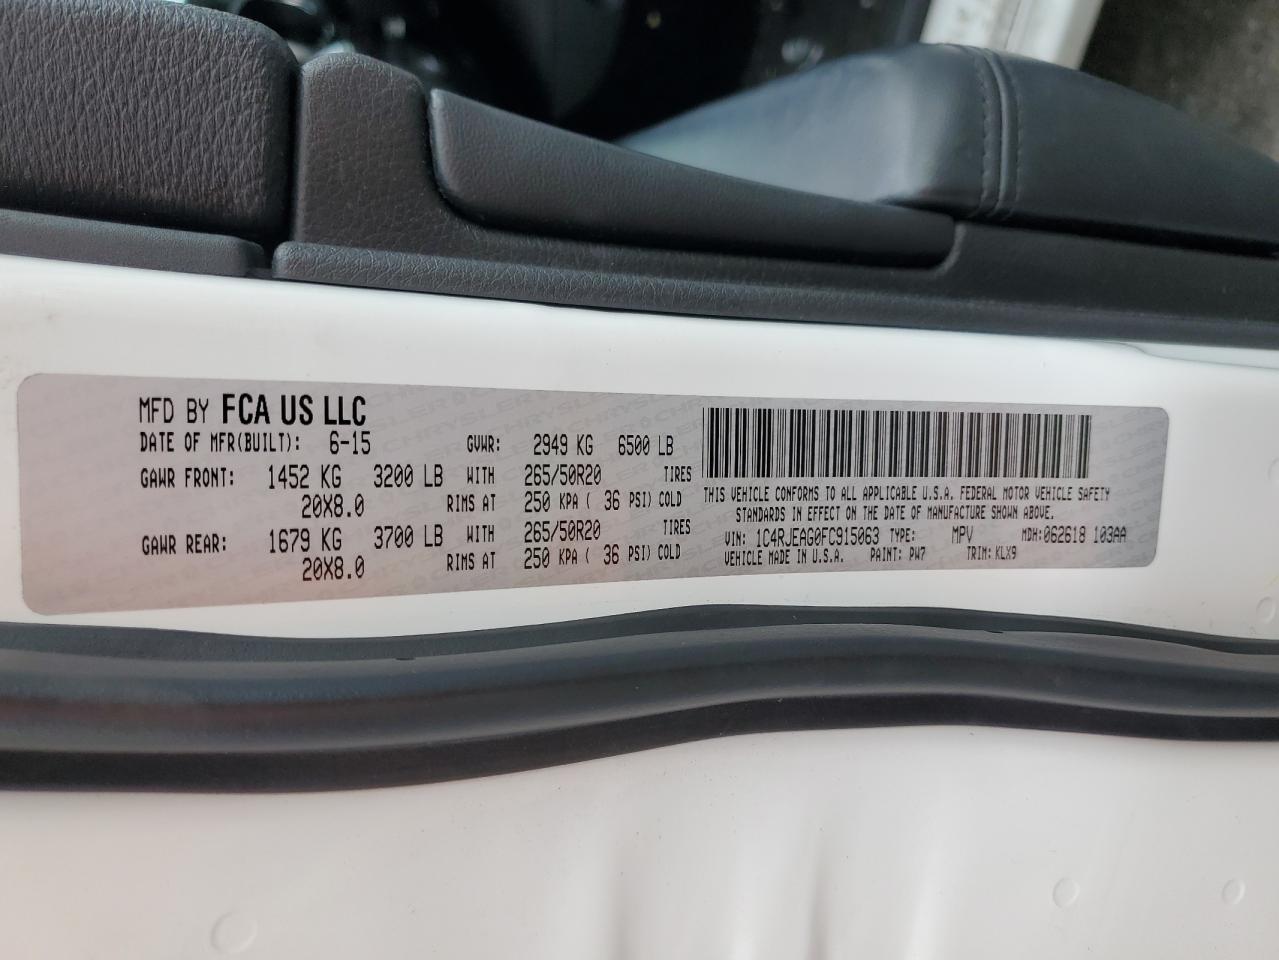 MFD BY FCA US LLC
DATE OF MFR(BUILT): 6-15 GVWR: 2949 KG 6500 LB
GAWR FRONT: 1452 KG 3200 LB WITH 265/50R20 TIRES
20X8.0 RIMS AT 250 KPA ( 36 PSI) COLD
GAWR REAR: 1679 KG 3700 LB WITH 265/50R20 TIRES
20X8.0 RIMS AT 250 KPA ( 36 PSI) COLD
THIS VEHICLE CONFORMS TO ALL APPLICABLE U.S.A. FEDERAL MOTOR VEHICLE SAFETY
STANDARDS IN EFFECT ON THE DATE OF MANUFACTURE SHOWN ABOVE.
VIN: 1C4RJEAG0FC915063 TYPE: MPV MDH:062618 103AA
VEHICLE MADE IN U.S.A. PAINT: PW7 TRIM: KLX9